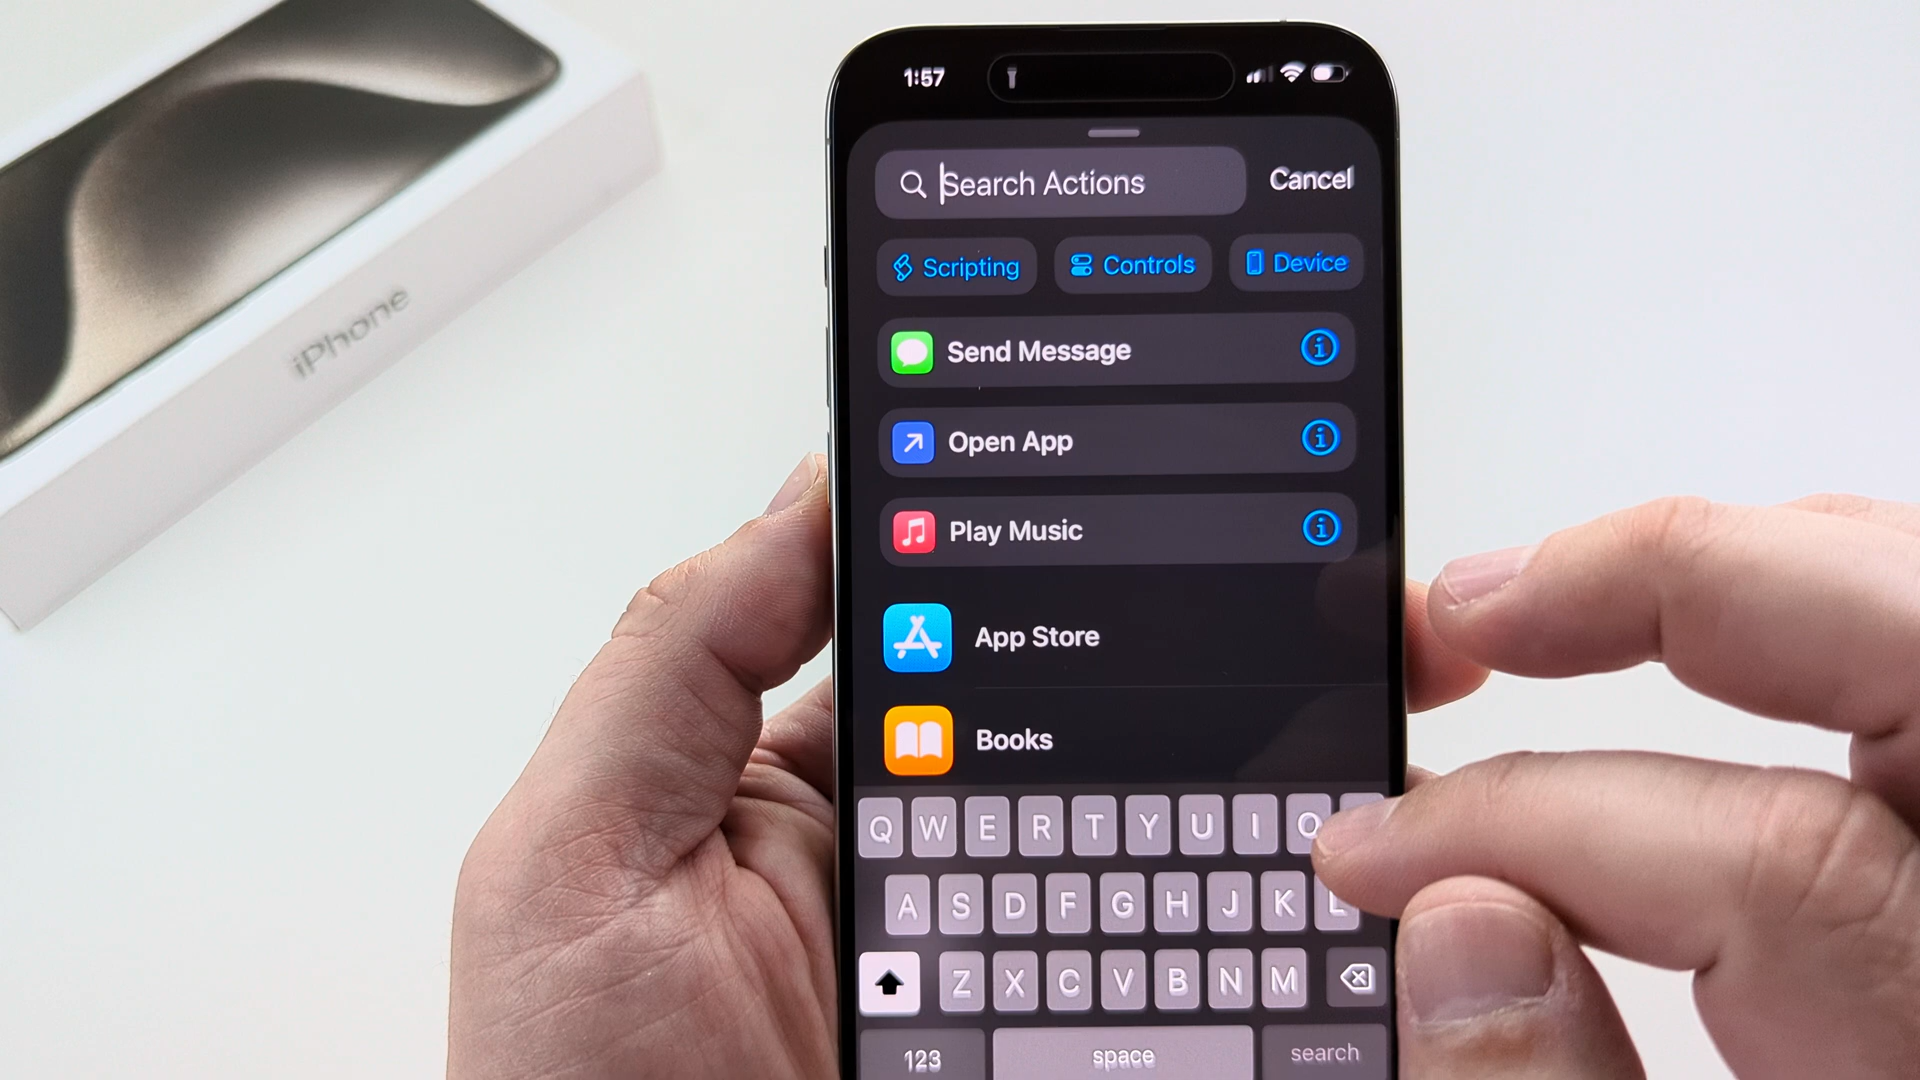 iPhone
1:57
Search Actions
Cancel
Scripting
Controls
Device
Send Message
Open App
Play Music
App Store
Books
Q W E R T Y U I O
A S D F G H J K L
Z X C V B N M
123
space
search